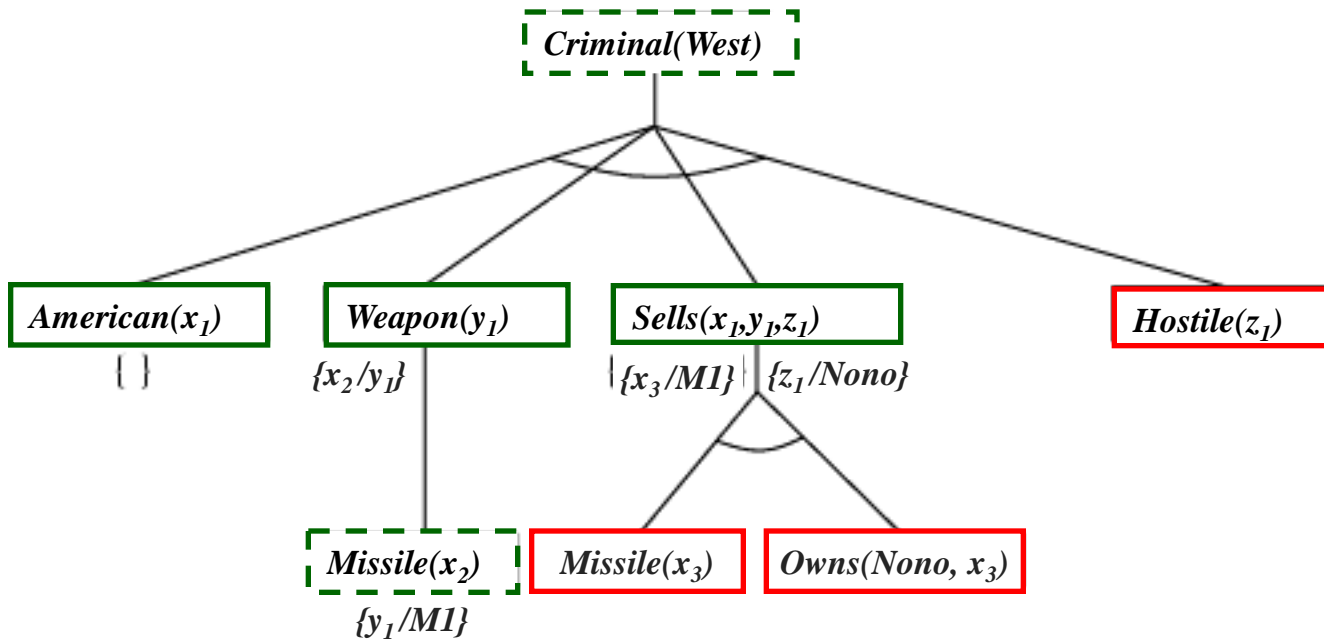 Criminal(West)
American(x₁)
Weapon(y₁)
Sells(x₁,y₁,z₁)
Hostile(z₁)
{ }
{x₂/y₁}
{ {x₃/M1}
{z₁/Nono}
Missile(x₂)
Missile(x₃)
Owns(Nono, x₃)
{y₁/M1}